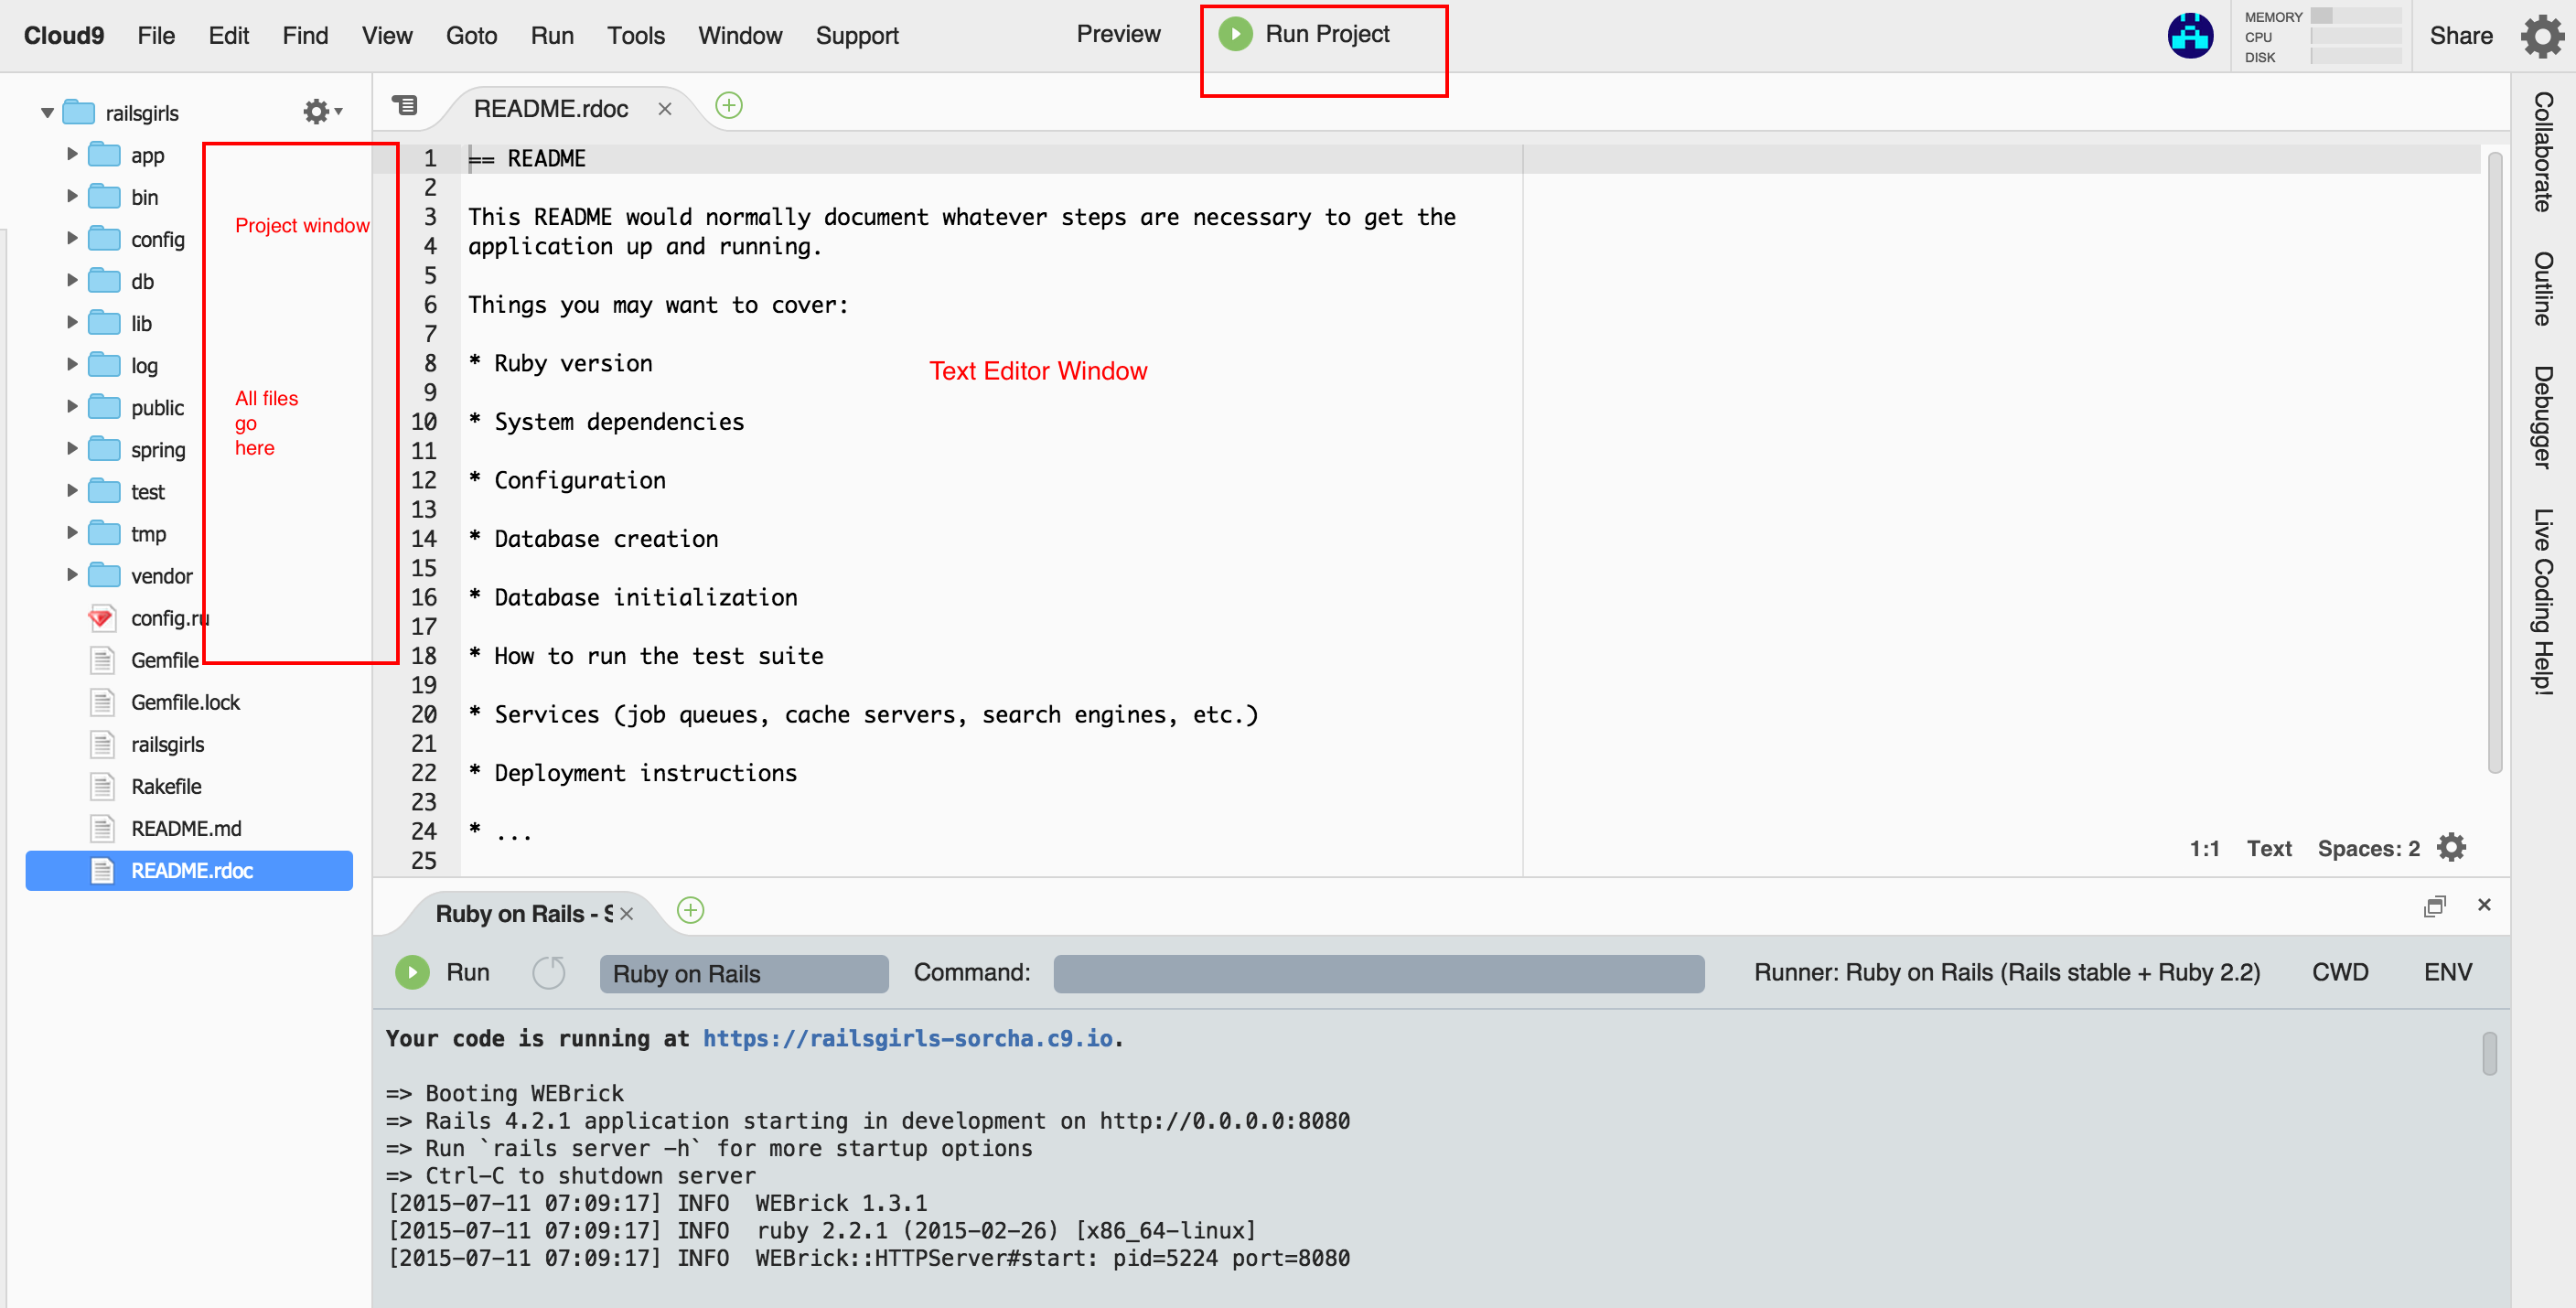 Cloud9 File Edit Find View Goto Run Tools Window Support Preview Run Project
MEMORY
CPU
DISK
Share
railsgirls
app
bin
config
db
lib
log
public
spring
test
tmp
vendor
config.ru
Gemfile
Gemfile.lock
railsgirls
Rakefile
README.md
README.rdoc
Project window
All files
go
here
README.rdoc
1 == README
2
3 This README would normally document whatever steps are necessary to get the
4 application up and running.
5
6 Things you may want to cover:
7
8 * Ruby version
9
10 * System dependencies
11
12 * Configuration
13
14 * Database creation
15
16 * Database initialization
17
18 * How to run the test suite
19
20 * Services (job queues, cache servers, search engines, etc.)
21
22 * Deployment instructions
23
24 * ...
25
Text Editor Window
1:1 Text Spaces: 2
Collaborate
Outline
Debugger
Live Coding Help!
Ruby on Rails - S
Run Ruby on Rails Command: Runner: Ruby on Rails (Rails stable + Ruby 2.2) CWD ENV
Your code is running at https://railsgirls-sorcha.c9.io.
=> Booting WEBrick
=> Rails 4.2.1 application starting in development on http://0.0.0.0:8080
=> Run `rails server -h` for more startup options
=> Ctrl-C to shutdown server
[2015-07-11 07:09:17] INFO  WEBrick 1.3.1
[2015-07-11 07:09:17] INFO  ruby 2.2.1 (2015-02-26) [x86_64-linux]
[2015-07-11 07:09:17] INFO  WEBrick::HTTPServer#start: pid=5224 port=8080